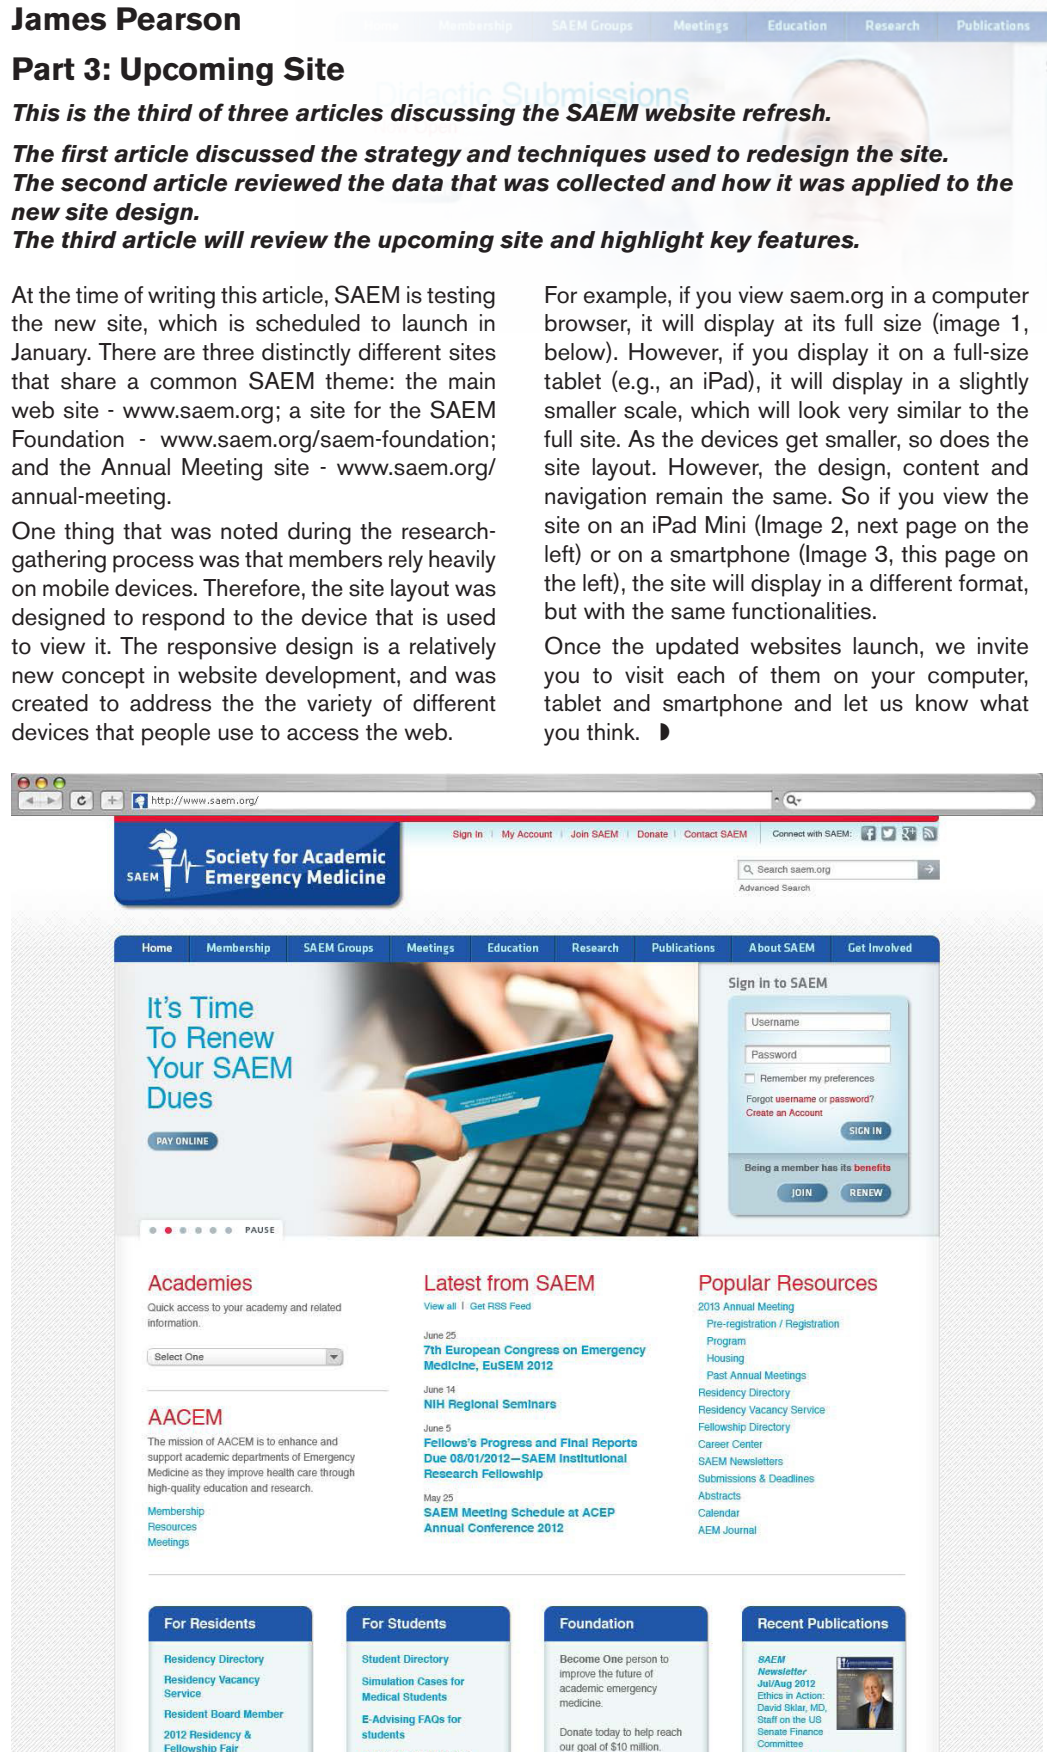 James Pearson
Membership SAEM Groups Meetings Education Research Publications
Part 3: Upcoming Site
Didactic Submissions
This is the third of three articles discussing the SAEM website refresh.
The first article discussed the strategy and techniques used to redesign the site.
The second article reviewed the data that was collected and how it was applied to the
new site design.
The third article will review the upcoming site and highlight key features.
At the time of writing this article, SAEM is testing
the new site, which is scheduled to launch in
January. There are three distinctly different sites
that share a common SAEM theme: the main
web site - www.saem.org; a site for the SAEM
Foundation - www.saem.org/saem-foundation;
and the Annual Meeting site - www.saem.org/
annual-meeting.
One thing that was noted during the research-
gathering process was that members rely heavily
on mobile devices. Therefore, the site layout was
designed to respond to the device that is used
to view it. The responsive design is a relatively
new concept in website development, and was
created to address the the variety of different
devices that people use to access the web.
For example, if you view saem.org in a computer
browser, it will display at its full size (image 1,
below). However, if you display it on a full-size
tablet (e.g., an iPad), it will display in a slightly
smaller scale, which will look very similar to the
full site. As the devices get smaller, so does the
site layout. However, the design, content and
navigation remain the same. So if you view the
site on an iPad Mini (Image 2, next page on the
left) or on a smartphone (Image 3, this page on
the left), the site will display in a different format,
but with the same functionalities.
Once the updated websites launch, we invite
you to visit each of them on your computer,
tablet and smartphone and let us know what
you think.
http://www.saem.org/
SAEM
Society for Academic
Emergency Medicine
Sign In | My Account | Join SAEM | Donate | Contact SAEM
Connect with SAEM:
Search saem.org
Advanced Search
Home Membership SAEM Groups Meetings Education Research Publications About SAEM Get Involved
It's Time
To Renew
Your SAEM
Dues
PAY ONLINE
PAUSE
Sign in to SAEM
Username
Password
Remember my preferences
Forgot username or password?
Create an Account
SIGN IN
Being a member has its benefits
JOIN RENEW
Academies
Quick access to your academy and related
information.
Select One
AACEM
The mission of AACEM is to enhance and
support academic departments of Emergency
Medicine as they improve health care through
high-quality education and research.
Membership
Resources
Meetings
Latest from SAEM
View all | Get RSS Feed
June 25
7th European Congress on Emergency
Medicine, EuSEM 2012
June 14
NIH Regional Seminars
June 5
Fellows's Progress and Final Reports
Due 08/01/2012—SAEM Institutional
Research Fellowship
May 25
SAEM Meeting Schedule at ACEP
Annual Conference 2012
Popular Resources
2013 Annual Meeting
Pre-registration / Registration
Program
Housing
Past Annual Meetings
Residency Directory
Residency Vacancy Service
Fellowship Directory
Career Center
SAEM Newsletters
Submissions & Deadlines
Abstracts
Calendar
AEM Journal
For Residents
Residency Directory
Residency Vacancy
Service
Resident Board Member
2012 Residency &
Fellowship Fair
For Students
Student Directory
Simulation Cases for
Medical Students
E-Advising FAQs for
students
Foundation
Become One person to
improve the future of
academic emergency
medicine.
Donate today to help reach
our goal of $10 million.
Recent Publications
SAEM
Newsletter
Jul/Aug 2012
Ethics in Action:
David Sklar, MD,
Staff on the US
Senate Finance
Committee